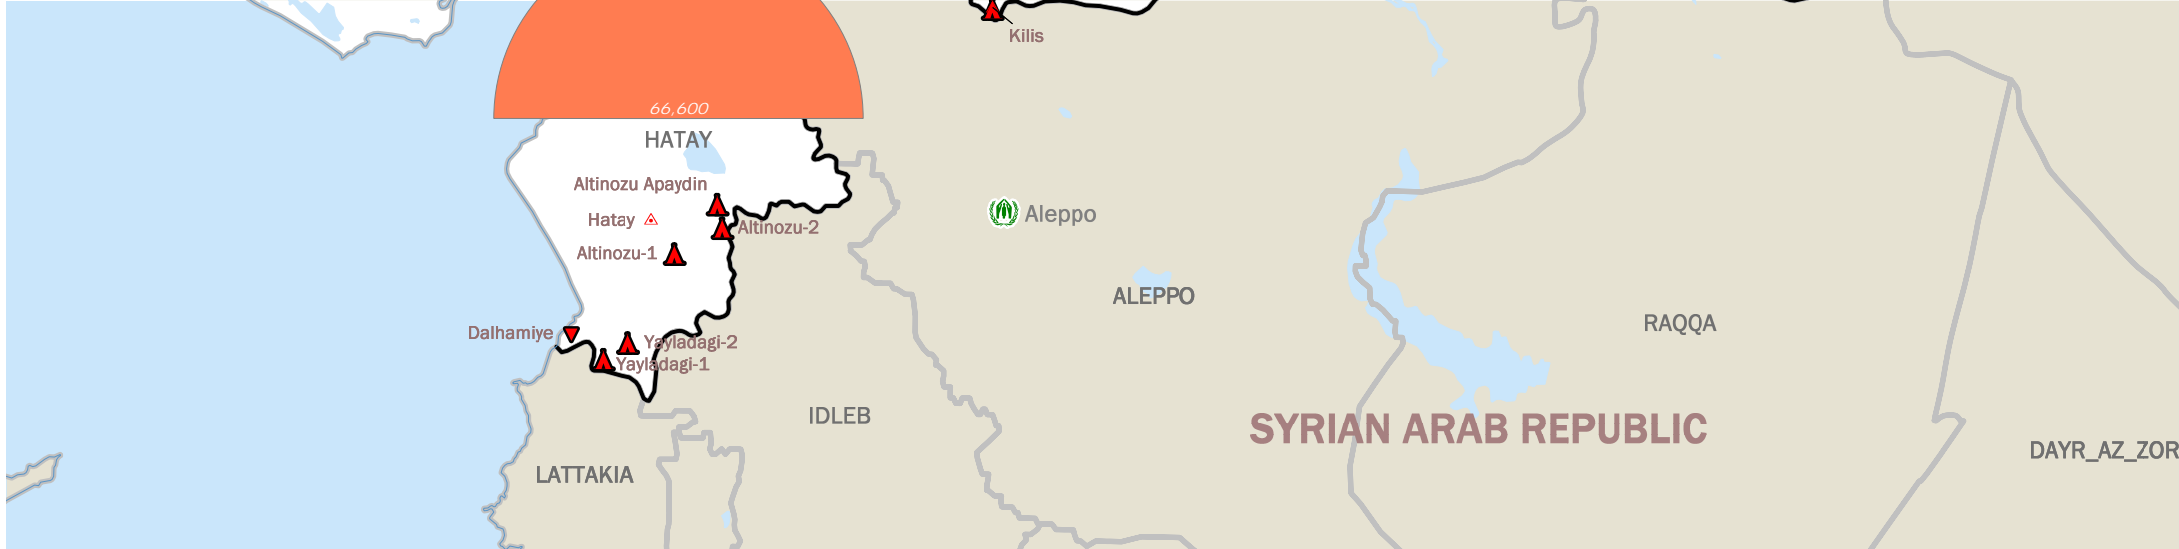 Kilis
66,600
HATAY
Altinozu Apaydin
Hatay
Altinozu-2
Aleppo
Altinozu-1
ALEPPO
RAQQA
Dalhamiye
Yayladagi-2
Yayladagi-1
IDLEB
SYRIAN ARAB REPUBLIC
DAYR_AZ_ZOR
LATTAKIA